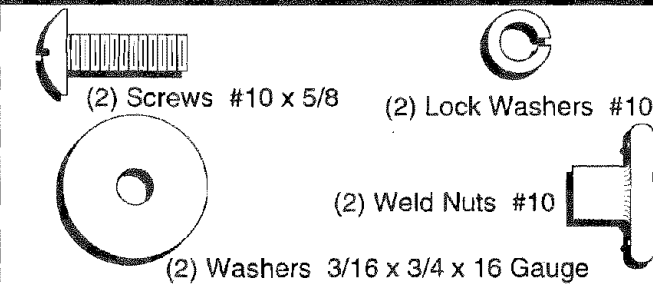 (2) Screws #10 x 5/8
(2) Lock Washers #10
(2) Weld Nuts #10
(2) Washers 3/16 x 3/4 x 16 Gauge